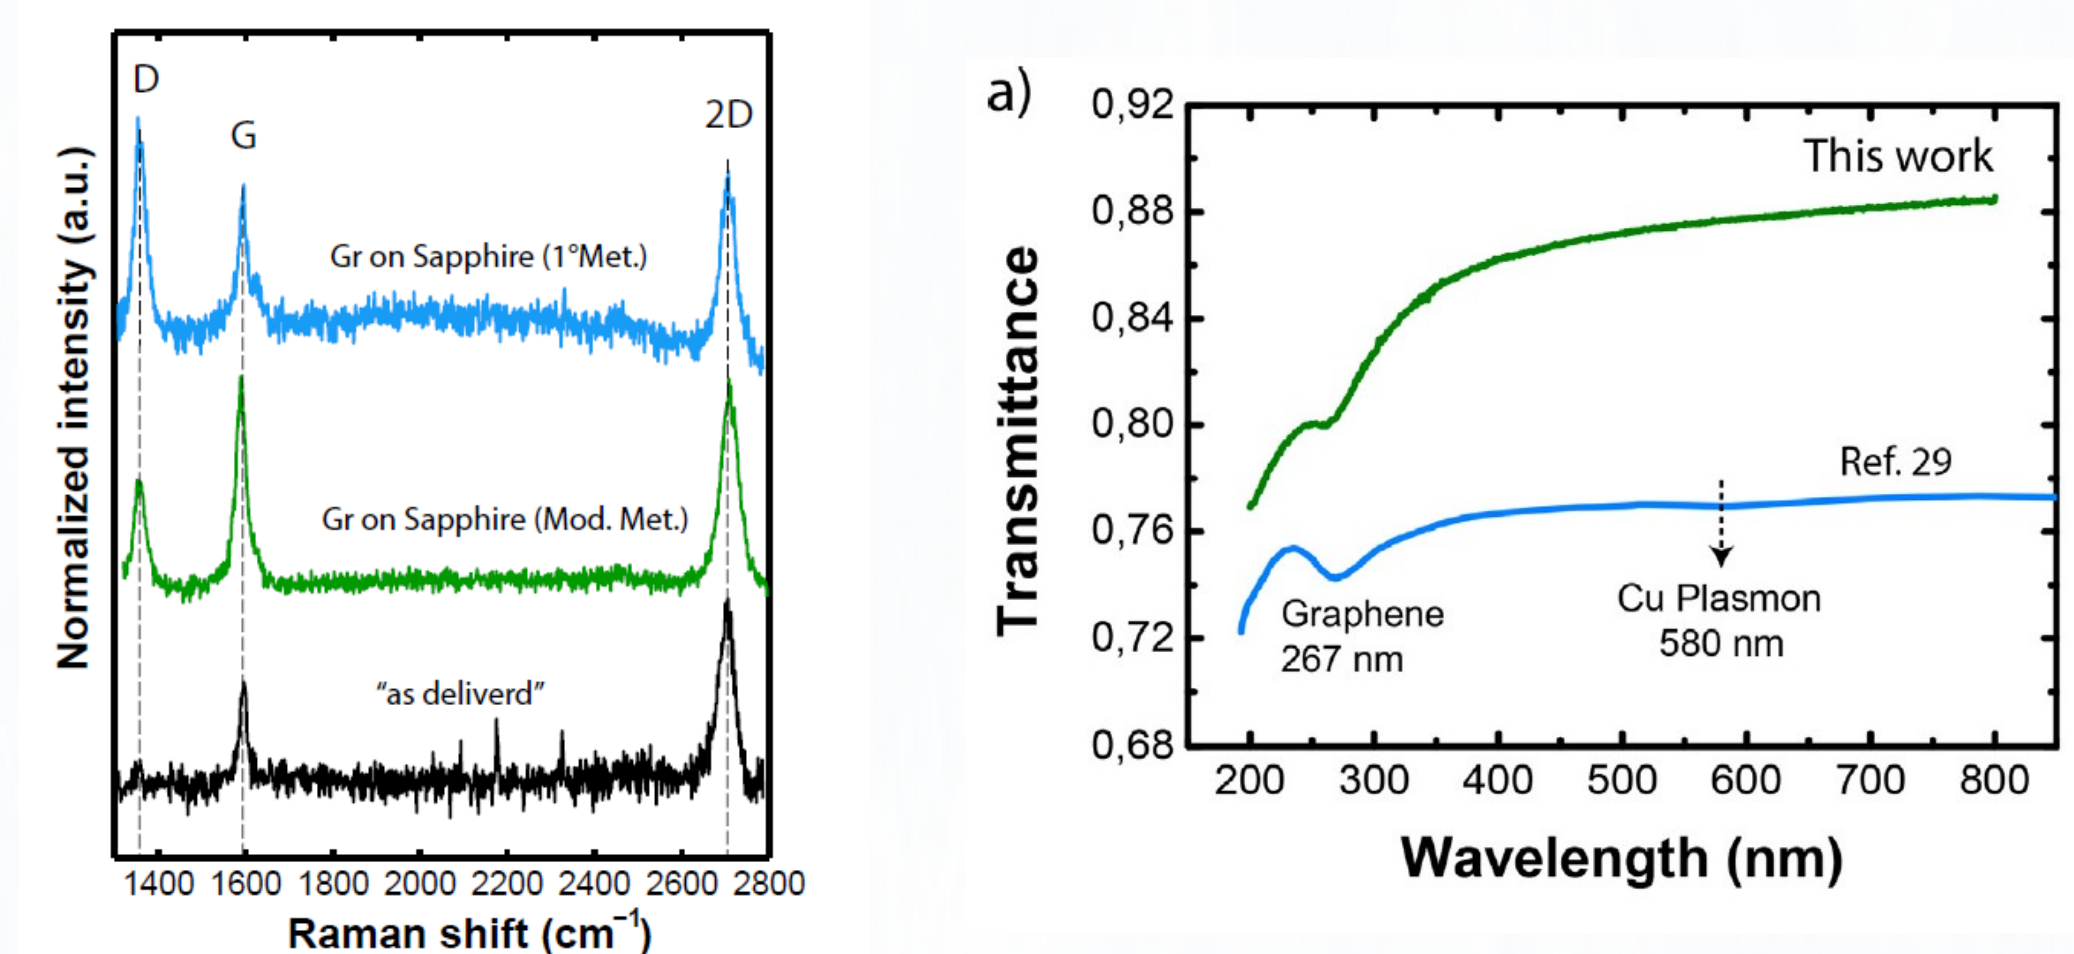 D
G
2D
Gr on Sapphire (1°Met.)
Gr on Sapphire (Mod. Met.)
“as deliverd”
Normalized intensity (a.u.)
1400 1600 1800 2000 2200 2400 2600 2800
Raman shift (cm⁻¹)
a)
0,92
0,88
0,84
0,80
0,76
0,72
0,68
Transmittance
This work
Ref. 29
Graphene
267 nm
Cu Plasmon
580 nm
200 300 400 500 600 700 800
Wavelength (nm)